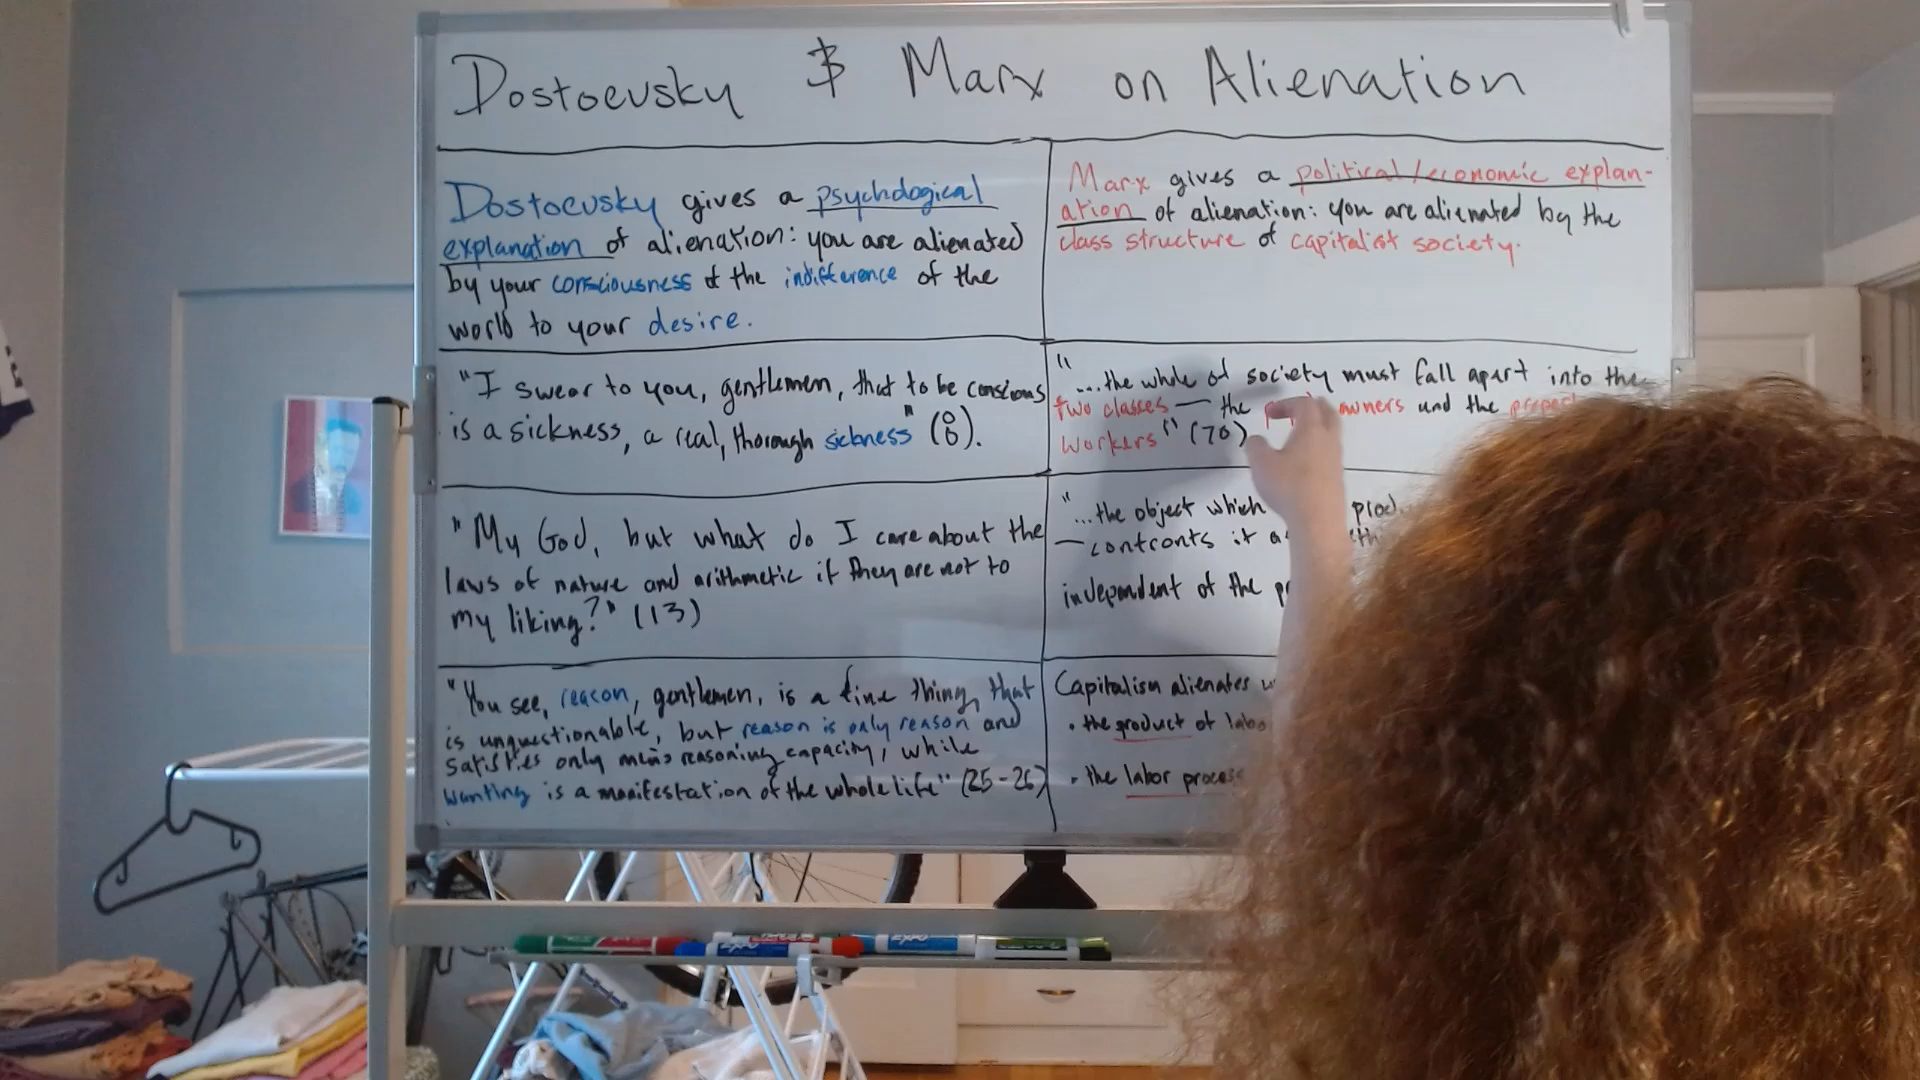 Dostoevsky & Marx on Alienation
Dostoevsky gives a psychological
explanation of alienation: you are alienated
by your consciousness & the indifference of the
world to your desire.
"I swear to you, gentlemen, that to be conscious
is a sickness, a real, thorough sickness" (6).
"My God, but what do I care about the
laws of nature and arithmetic if they are not to
my liking?" (13)
"You see, reason, gentlemen, is a fine thing, that
is unquestionable, but reason is only reason and
satisfies only man's reasoning capacity, while
wanting is a manifestation of the whole life" (25-26)
Marx gives a political/economic explan-
ation of alienation: you are alienated by the
class structure of capitalist society.
"...the whole of society must fall apart into the
two classes — the owners and the
workers" (70)
"...the object which
— confronts it
independent of the
Capitalism alienates
• the product of
• the labor process
EXPO
EXPO